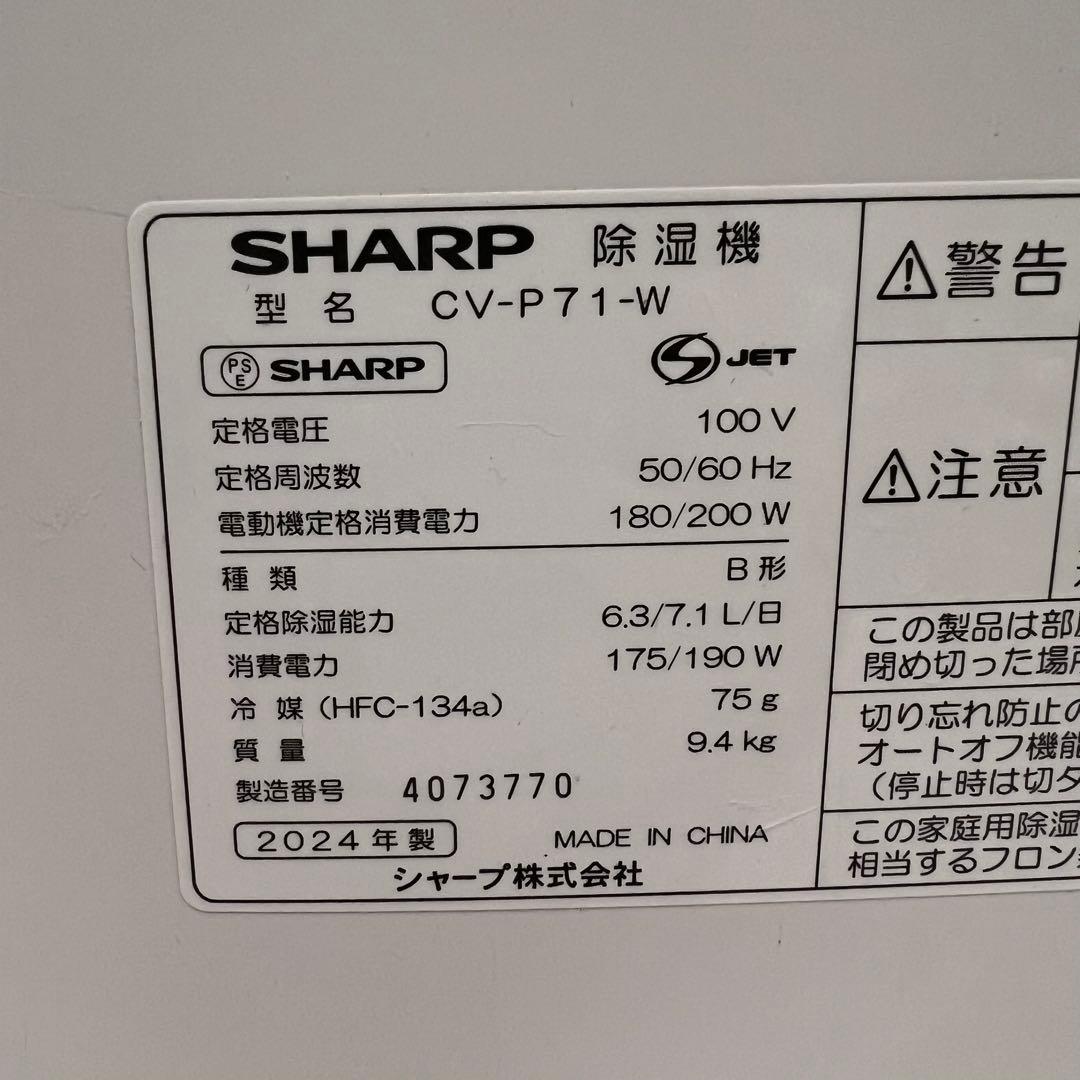 SHARP 除湿機
型名 CV-P71-W
PSE SHARP
S JET
定格電圧 100 V
定格周波数 50/60 Hz
電動機定格消費電力 180/200 W
種類 B形
定格除湿能力 6.3/7.1 L/日
消費電力 175/190 W
冷媒(HFC-134a) 75 g
質量 9.4 kg
製造番号 4073770
2024年製 MADE IN CHINA
シャープ株式会社
警告
注意
この製品は部
閉め切った場所
切り忘れ防止の
オートオフ機能
(停止時は切タ
この家庭用除湿
相当するフロン